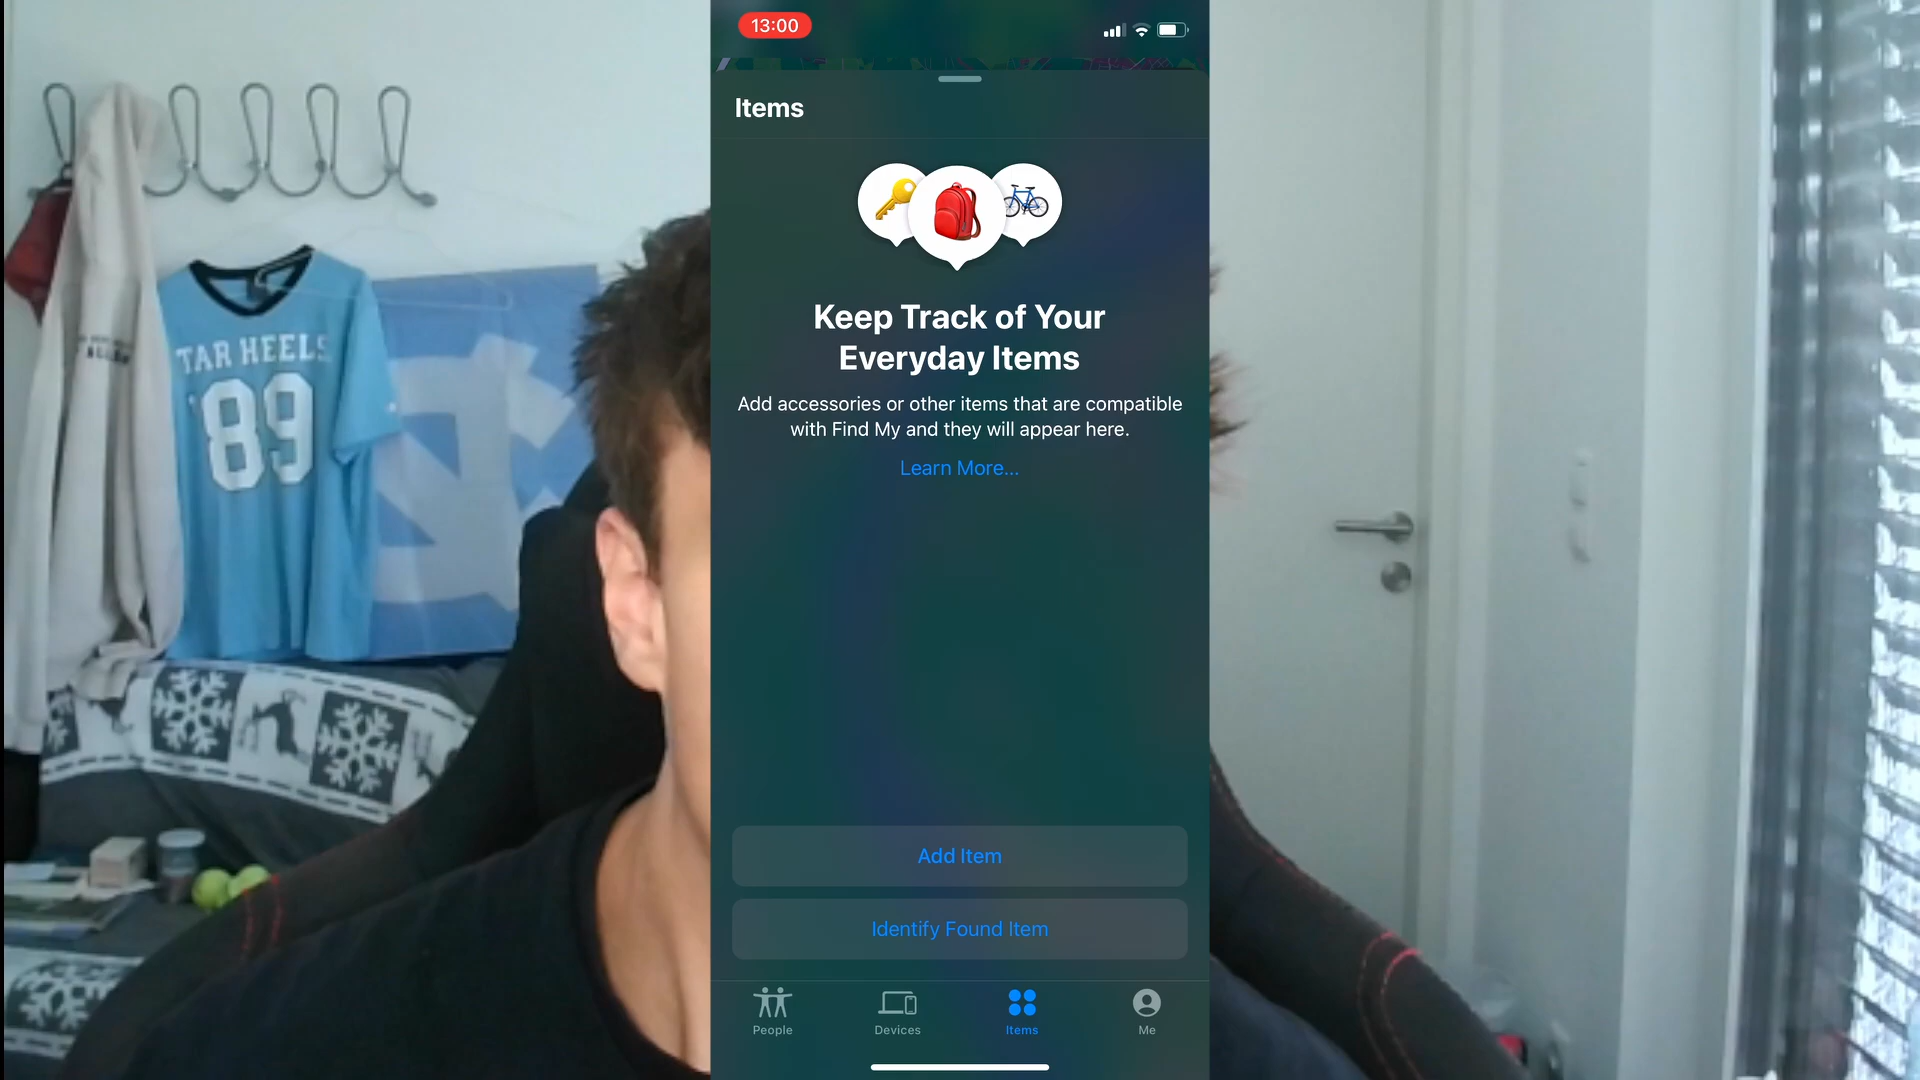 13:00
Items
Keep Track of Your
Everyday Items
Add accessories or other items that are compatible
with Find My and they will appear here.
Learn More...
Add Item
Identify Found Item
People
Devices
Items
Me
TAR HEELS
'89